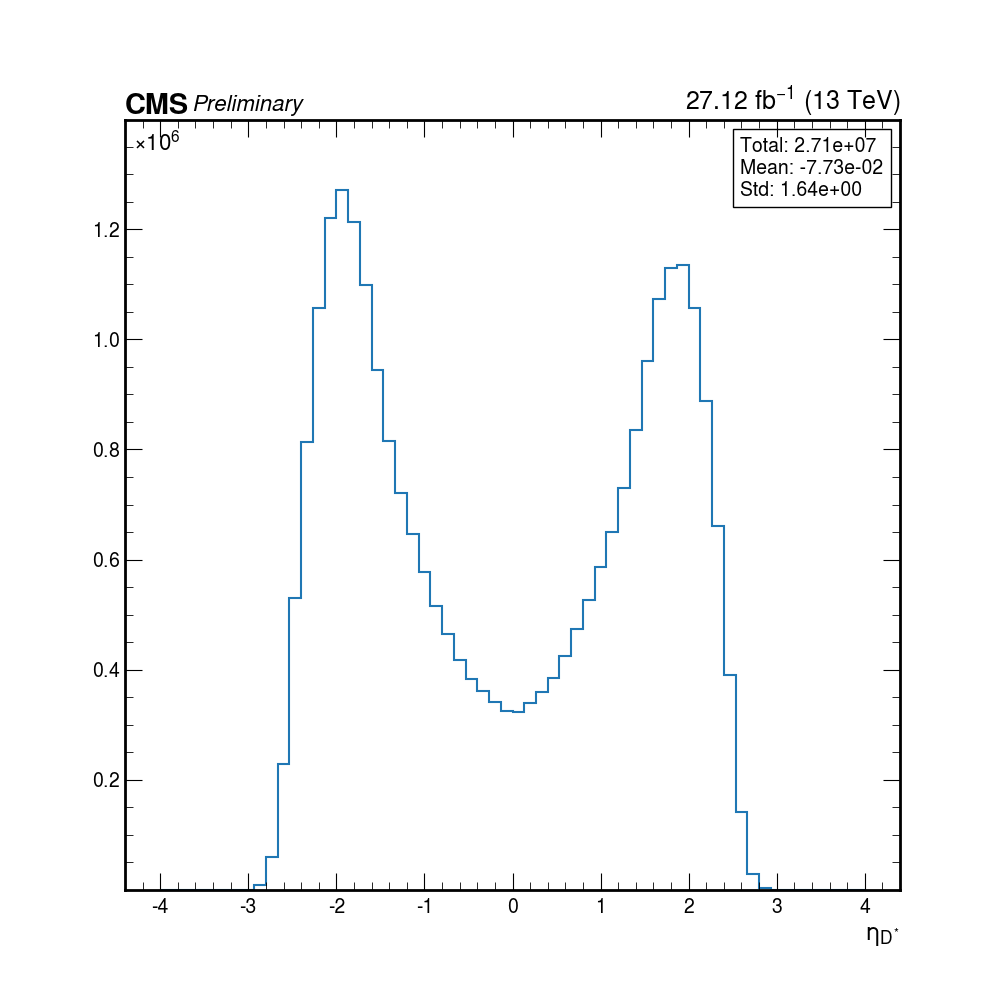 CMS Preliminary 27.12 fb⁻¹ (13 TeV)
×10⁶
Total: 2.71e+07
Mean: -7.73e-02
Std: 1.64e+00
1.2
1.0
0.8
0.6
0.4
0.2
-4 -3 -2 -1 0 1 2 3 4
η_D*